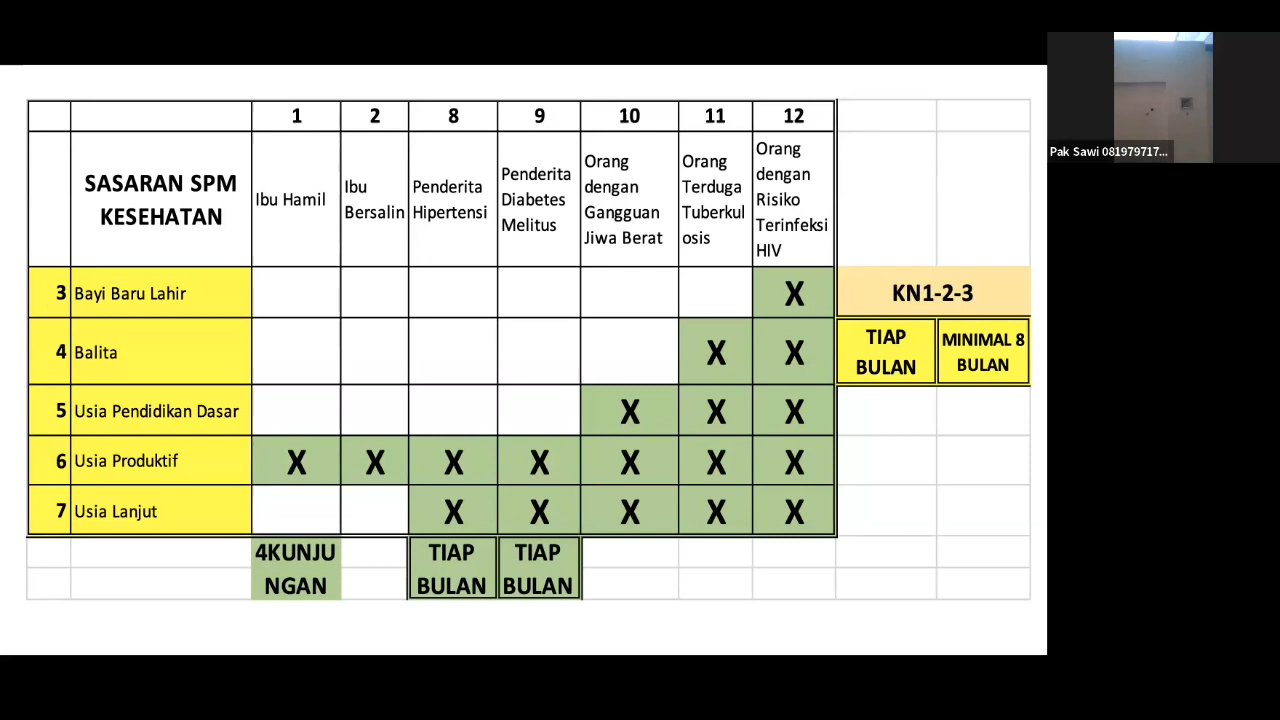 1 2 8 9 10 11 12
SASARAN SPM
KESEHATAN
Ibu Hamil
Ibu
Bersalin
Penderita
Hipertensi
Penderita
Diabetes
Melitus
Orang
dengan
Gangguan
Jiwa Berat
Orang
Terduga
Tuberkul
osis
Orang
dengan
Risiko
Terinfeksi
HIV
3 Bayi Baru Lahir X KN1-2-3
4 Balita X X
TIAP
BULAN
MINIMAL 8
BULAN
5 Usia Pendidikan Dasar X X X
6 Usia Produktif X X X X X X X
7 Usia Lanjut X X X X X
4KUNJU
NGAN
TIAP
BULAN
TIAP
BULAN
Pak Sawi 081979717...